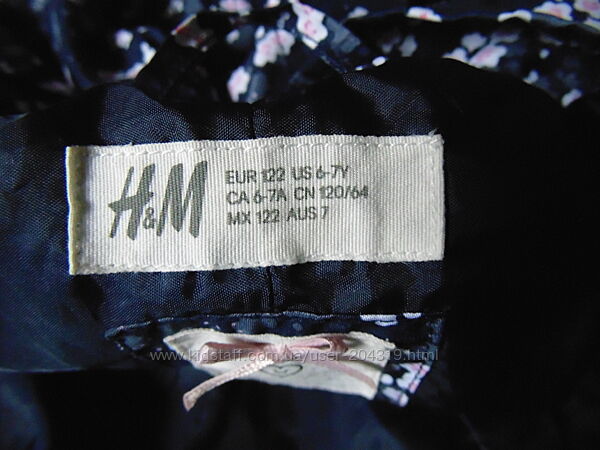 H&M
EUR 122 US 6-7Y
CA 6-7A CN 120/64
MX 122 AUS 7
www.kidstaff.com.ua/user-204319.html